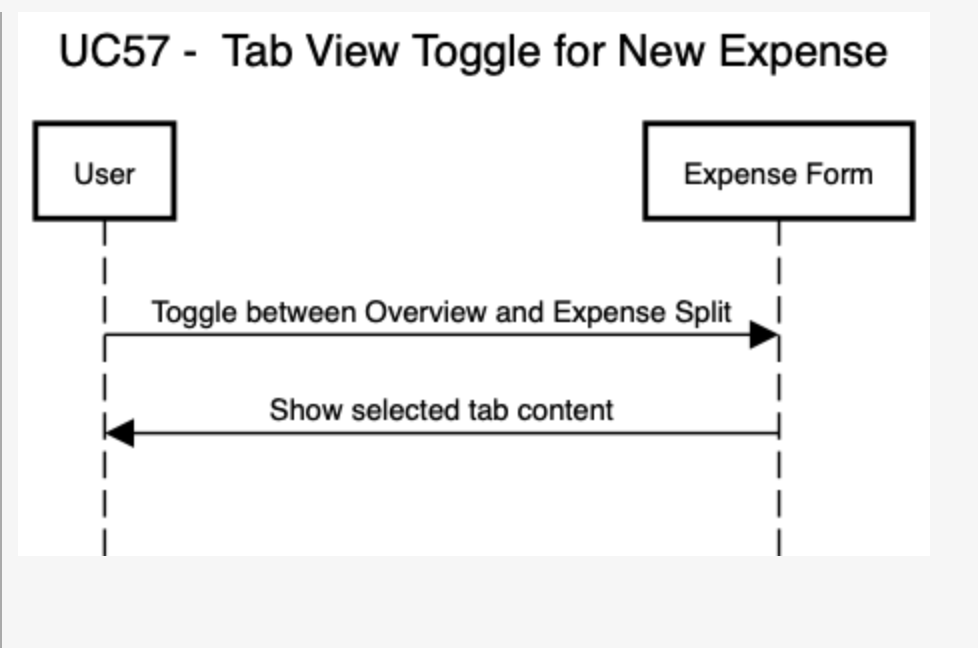 UC57 - Tab View Toggle for New Expense
User
Expense Form
Toggle between Overview and Expense Split
Show selected tab content